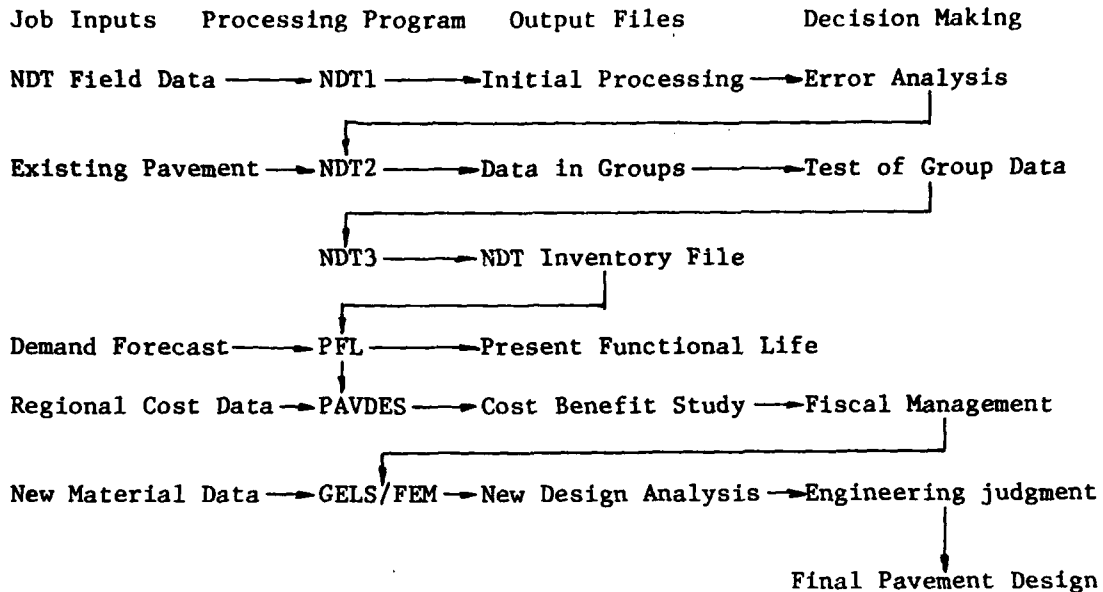 Job Inputs Processing Program Output Files Decision Making
NDT Field Data NDT1 Initial Processing Error Analysis
Existing Pavement NDT2 Data in Groups Test of Group Data
NDT3 NDT Inventory File
Demand Forecast PFL Present Functional Life
Regional Cost Data PAVDES Cost Benefit Study Fiscal Management
New Material Data GELS/FEM New Design Analysis Engineering judgment
Final Pavement Design